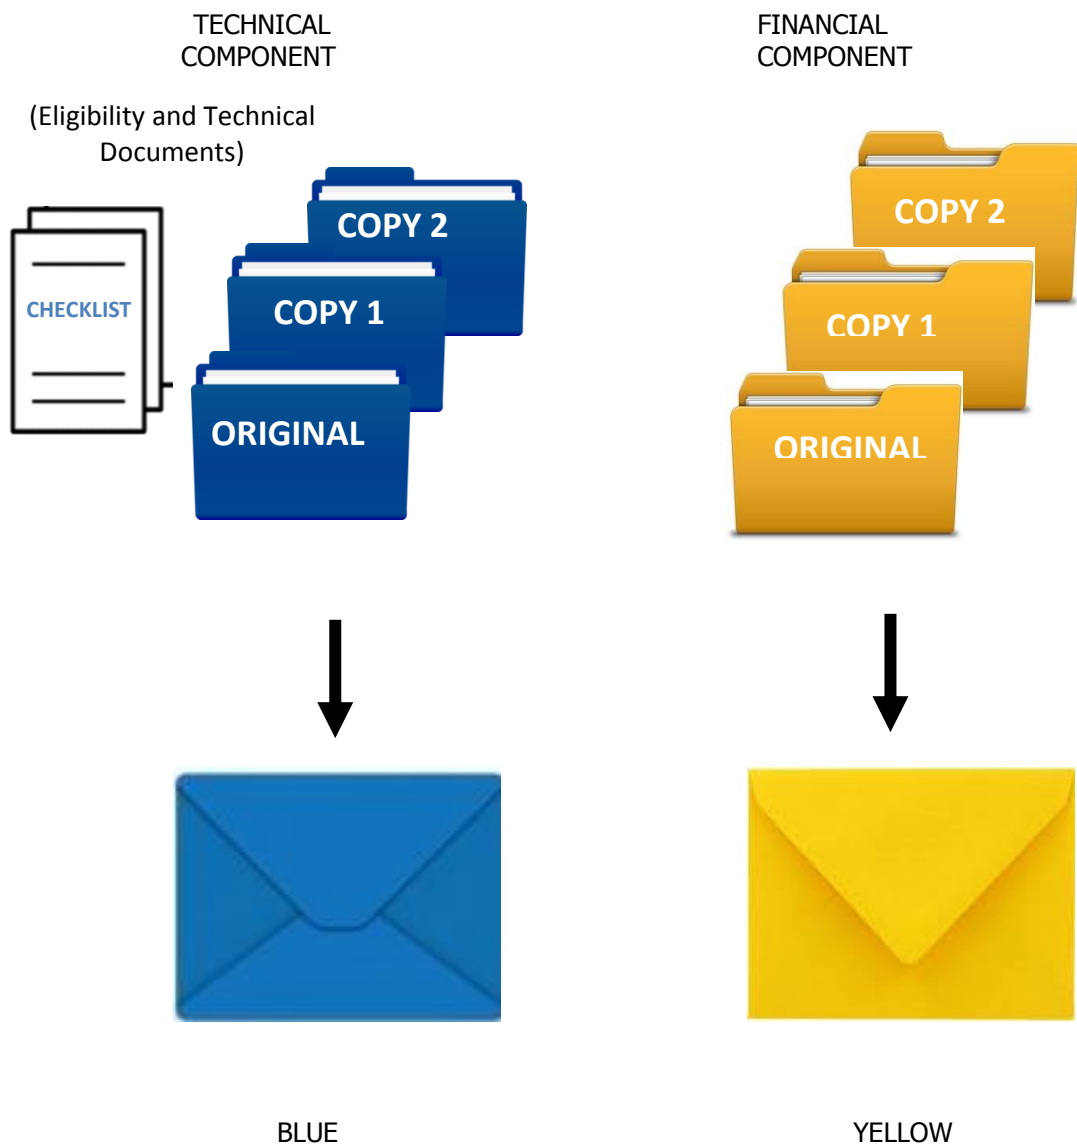 TECHNICAL
COMPONENT
(Eligibility and Technical
Documents)
CHECKLIST
COPY 2
COPY 1
ORIGINAL
BLUE
FINANCIAL
COMPONENT
COPY 2
COPY 1
ORIGINAL
YELLOW